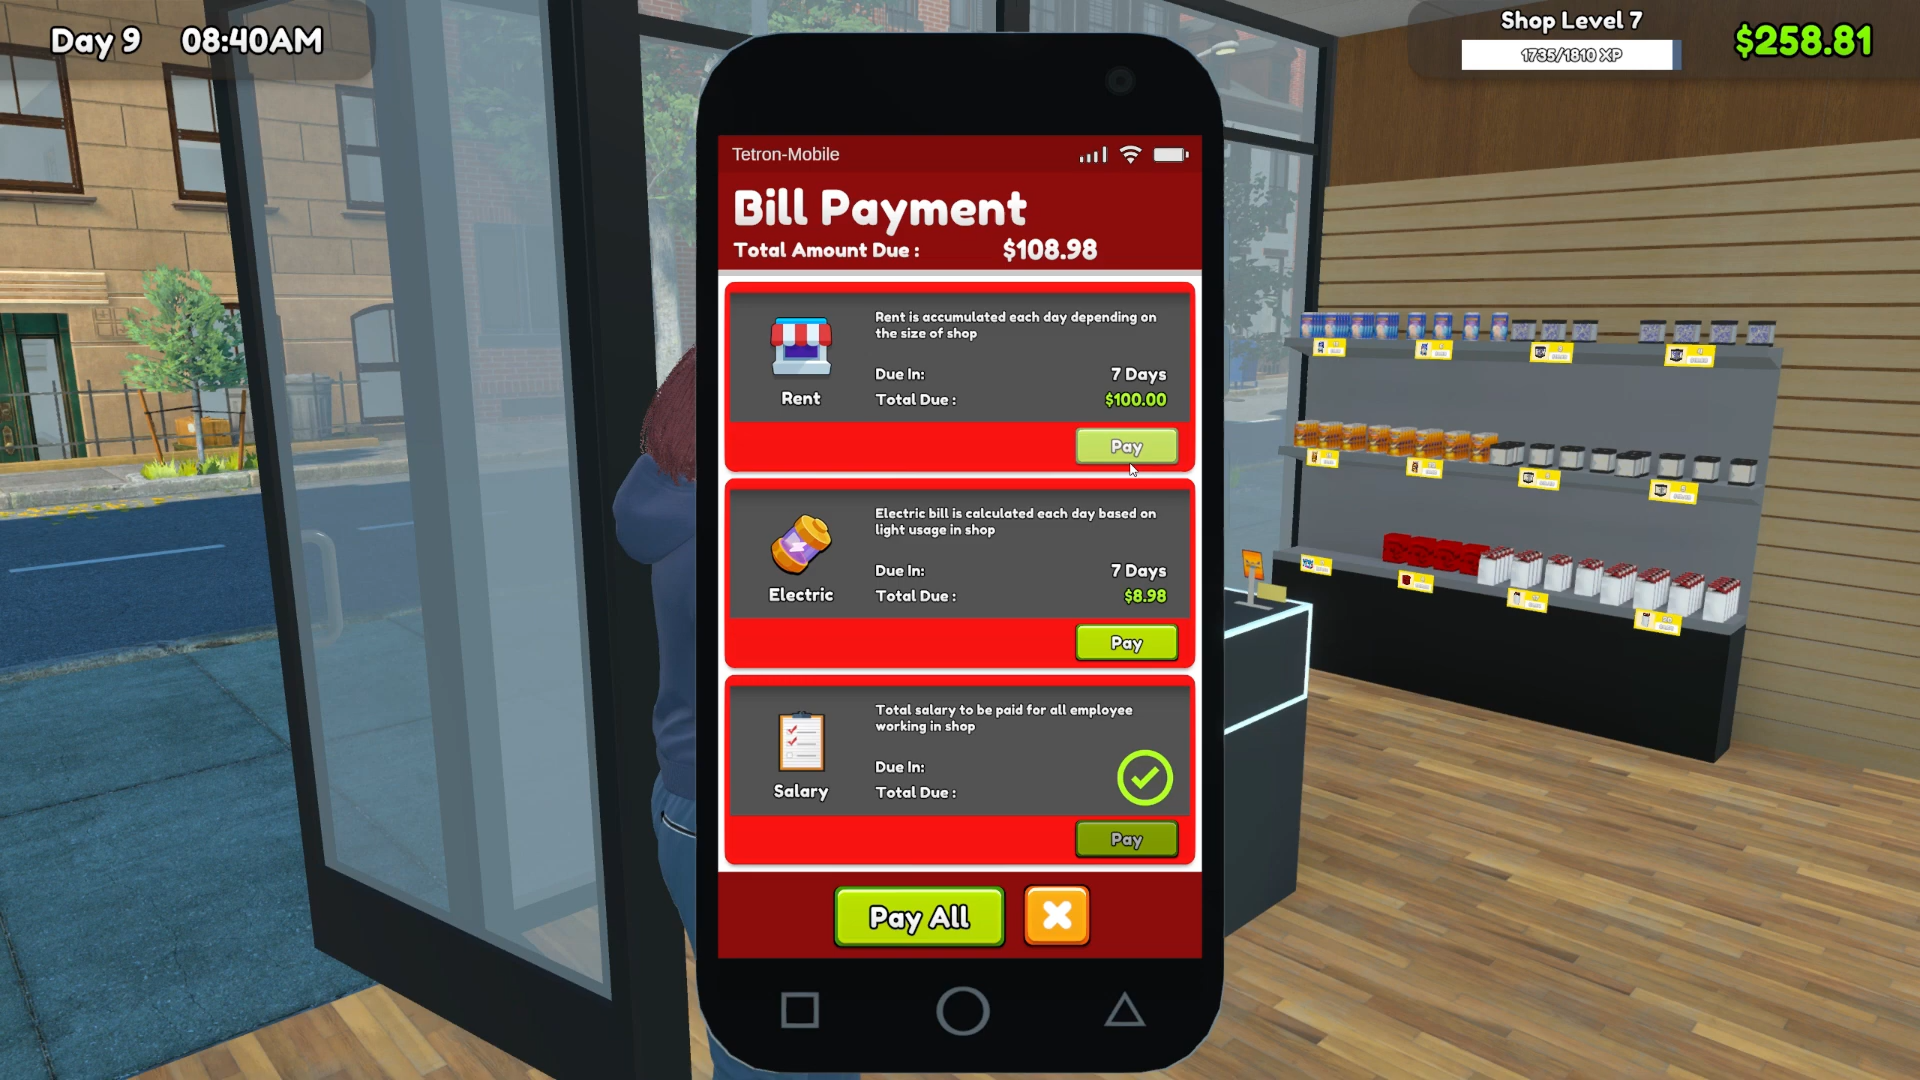 Day 9 08:40AM
Shop Level 7
1735/1810 XP
$258.81
Tetron-Mobile
Bill Payment
Total Amount Due : $108.98
Rent is accumulated each day depending on
the size of shop
Due In: 7 Days
Total Due : $100.00
Rent
Pay
Electric bill is calculated each day based on
light usage in shop
Due In: 7 Days
Total Due : $8.98
Electric
Pay
Total salary to be paid for all employee
working in shop
Due In:
Total Due :
Salary
Pay
Pay All